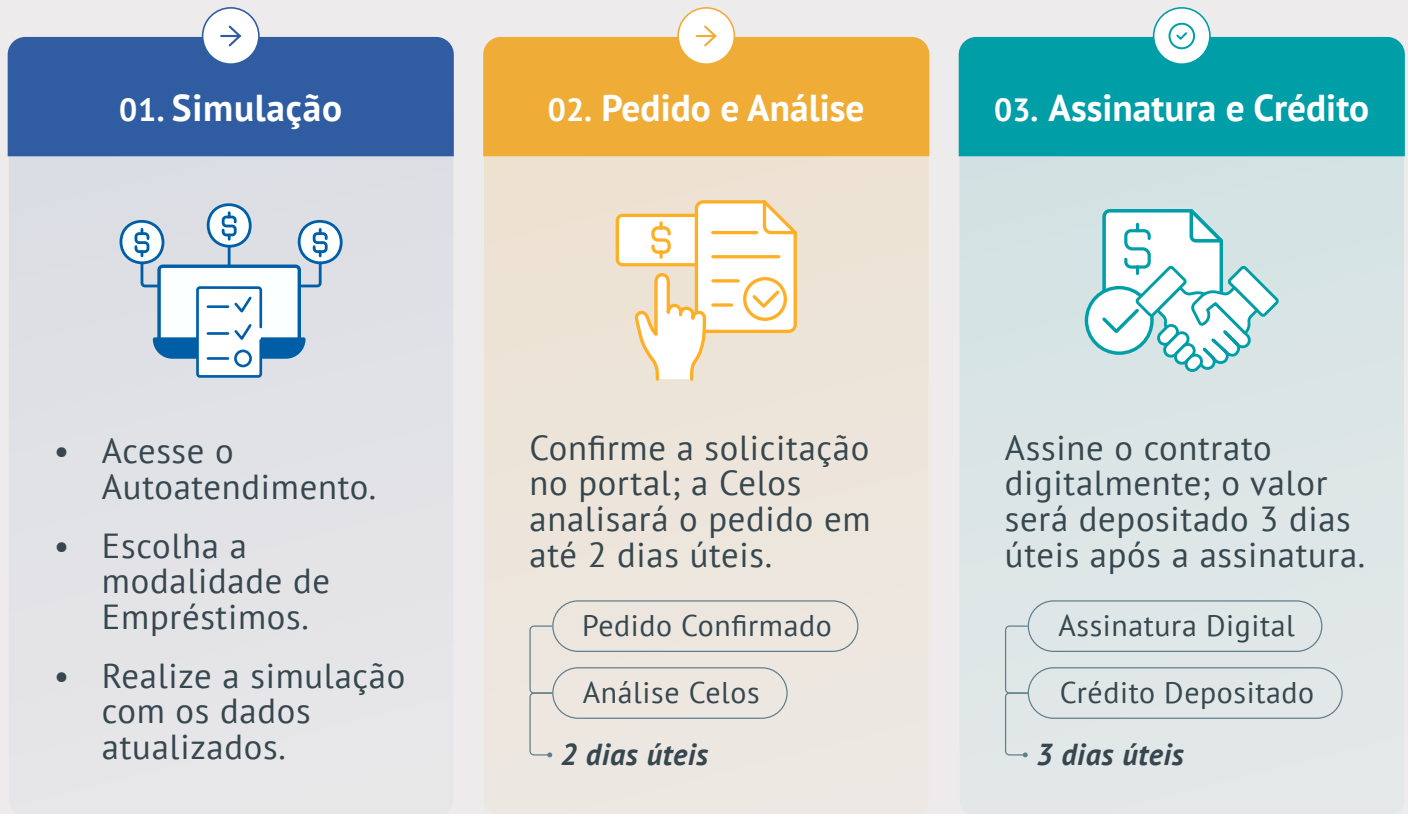 01. Simulação
• Acesse o
Autoatendimento.
• Escolha a
modalidade de
Empréstimos.
• Realize a simulação
com os dados
atualizados.
02. Pedido e Análise
$
Confirme a solicitação
no portal; a Celos
analisará o pedido em
até 2 dias úteis.
Pedido Confirmado
Análise Celos
2 dias úteis
03. Assinatura e Crédito
$
Assine o contrato
digitalmente; o valor
será depositado 3 dias
úteis após a assinatura.
Assinatura Digital
Crédito Depositado
3 dias úteis